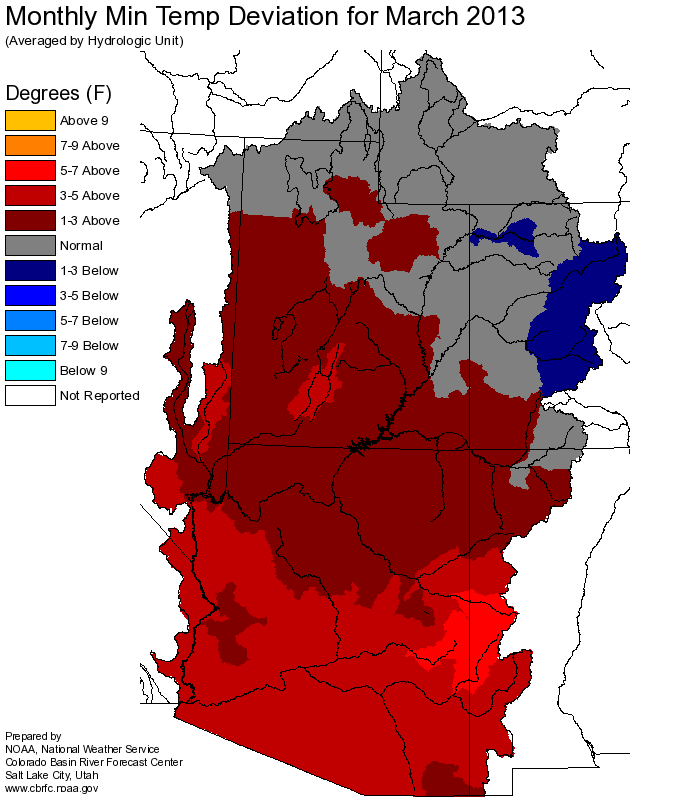 Monthly Min Temp Deviation for March 2013
(Averaged by Hydrologic Unit)
Degrees (F)
Above 9
7-9 Above
5-7 Above
3-5 Above
1-3 Above
Normal
1-3 Below
3-5 Below
5-7 Below
7-9 Below
Below 9
Not Reported
Prepared by
NOAA, National Weather Service
Colorado Basin River Forecast Center
Salt Lake City, Utah
www.cbrfc.noaa.gov